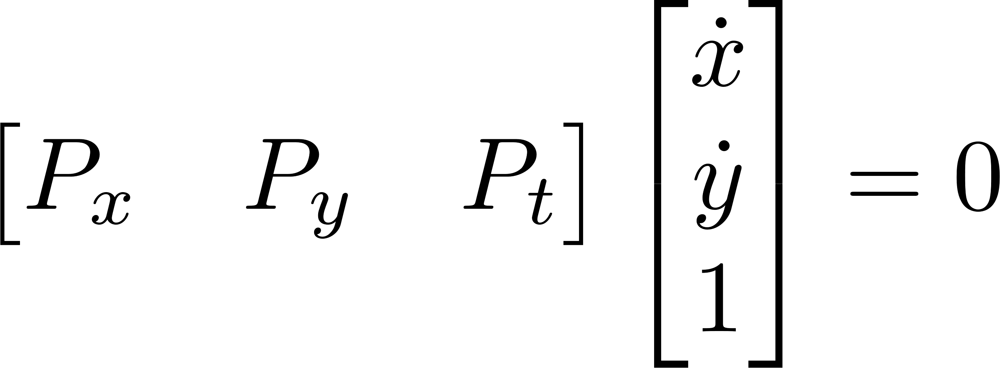 [P_x P_y P_t] [ẋ ẏ 1] = 0